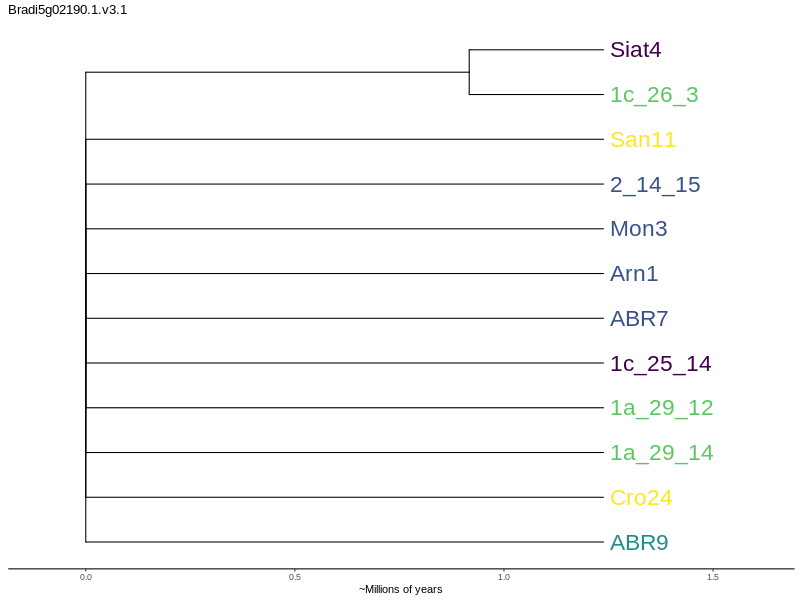 Bradi5g02190.1.v3.1
Siat4
1c_26_3
San11
2_14_15
Mon3
Arn1
ABR7
1c_25_14
1a_29_12
1a_29_14
Cro24
ABR9
0.0 0.5 1.0 1.5
~Millions of years